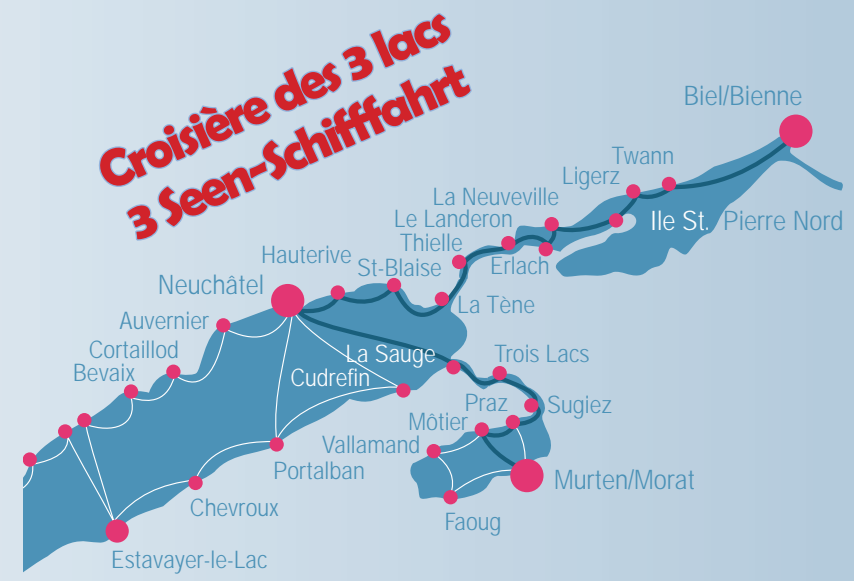 Croisière des 3 lacs
3 Seen-Schifffahrt
Biel/Bienne
Twann
Ligerz
La Neuveville
Ile St. Pierre Nord
Le Landeron
Thielle
Erlach
Hauterive
St-Blaise
Neuchâtel
La Tène
Auvernier
Cortaillod
La Sauge
Trois Lacs
Bevaix
Cudrefin
Praz
Sugiez
Môtier
Vallamand
Portalban
Murten/Morat
Chevroux
Faoug
Estavayer-le-Lac